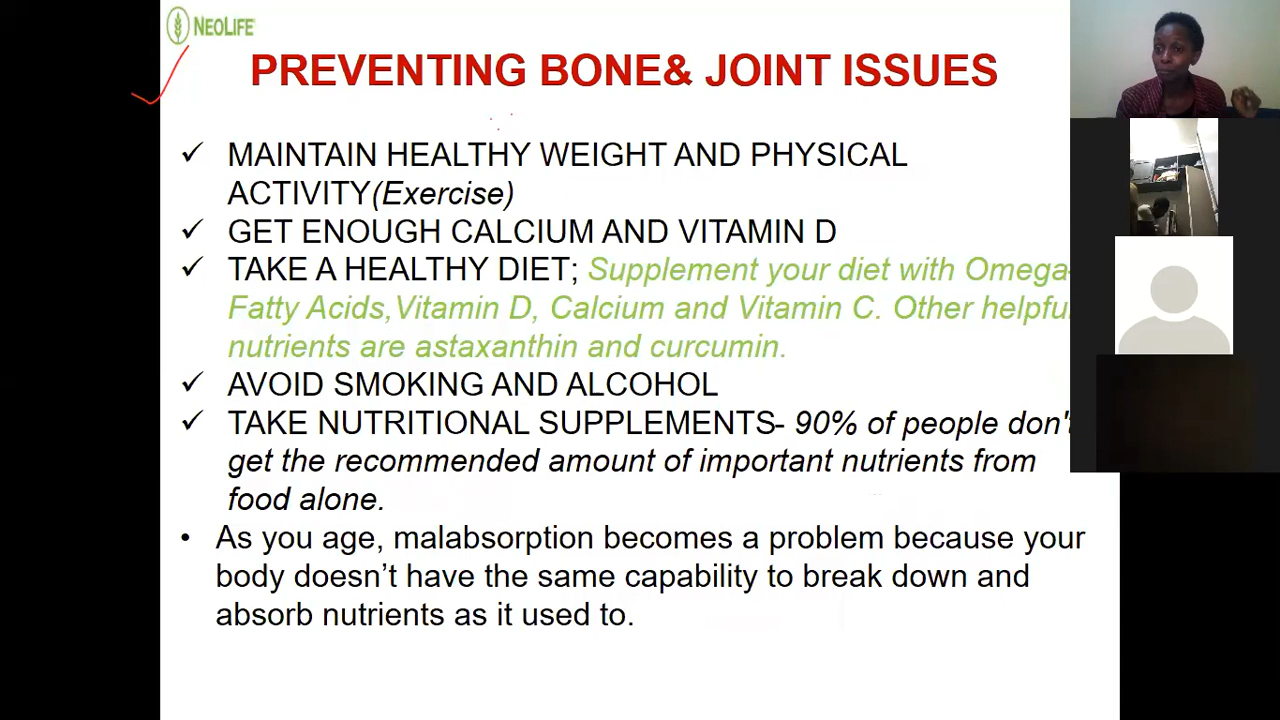 NEOLIFE
PREVENTING BONE& JOINT ISSUES
MAINTAIN HEALTHY WEIGHT AND PHYSICAL
ACTIVITY(Exercise)
GET ENOUGH CALCIUM AND VITAMIN D
TAKE A HEALTHY DIET; Supplement your diet with Omega-
Fatty Acids,Vitamin D, Calcium and Vitamin C. Other helpful
nutrients are astaxanthin and curcumin.
AVOID SMOKING AND ALCOHOL
TAKE NUTRITIONAL SUPPLEMENTS- 90% of people don't
get the recommended amount of important nutrients from
food alone.
• As you age, malabsorption becomes a problem because your
body doesn’t have the same capability to break down and
absorb nutrients as it used to.